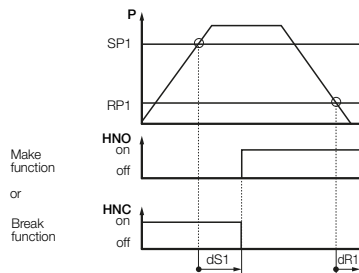 P
SP1
RP1
HNO
Make
function
on
off
or
HNC
Break
function
on
off
dS1
dR1